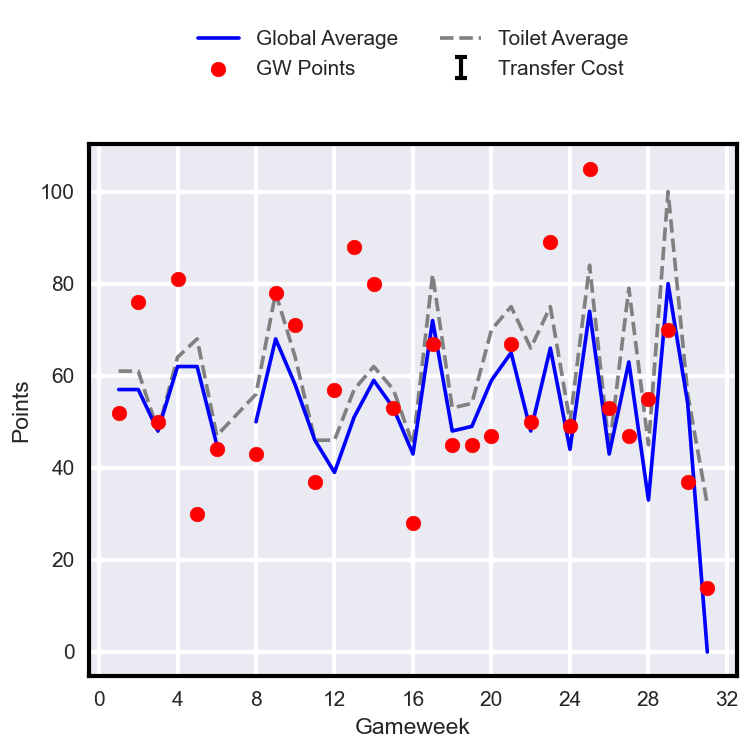 Global Average
Toilet Average
GW Points
Transfer Cost
100
80
60
40
20
0
Points
0 4 8 12 16 20 24 28 32
Gameweek